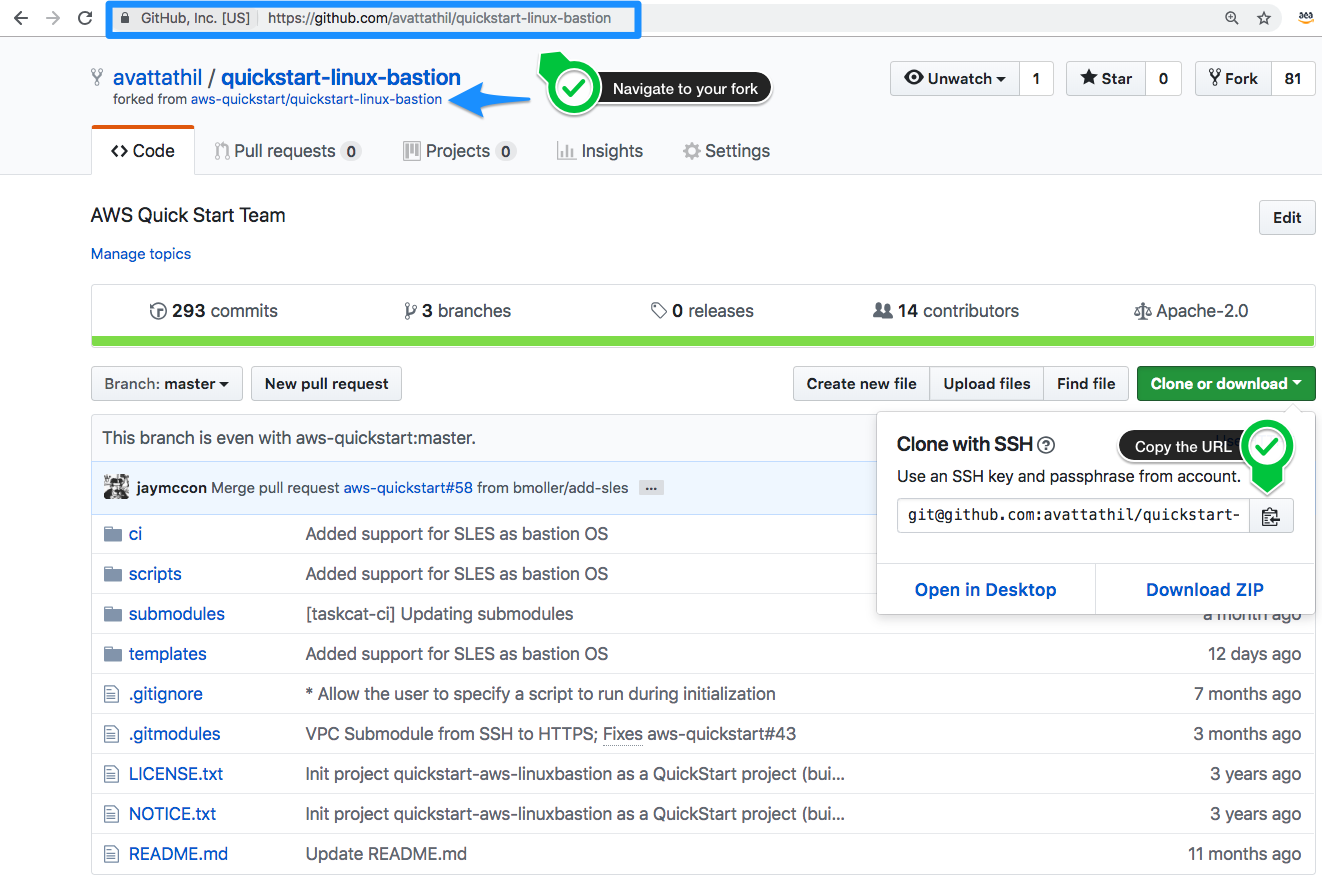 GitHub, Inc. [US] https://github.com/avattathil/quickstart-linux-bastion
aea
avattathil / quickstart-linux-bastion
forked from aws-quickstart/quickstart-linux-bastion
Navigate to your fork
Unwatch 1 Star 0 Fork 81
Code Pull requests 0 Projects 0 Insights Settings
AWS Quick Start Team
Edit
Manage topics
293 commits 3 branches 0 releases 14 contributors Apache-2.0
Branch: master New pull request Create new file Upload files Find file Clone or download
This branch is even with aws-quickstart:master.
Clone with SSH ?
Copy the URL
Use an SSH key and passphrase from account.
git@github.com:avattathil/quickstart-
Open in Desktop Download ZIP
jaymccon Merge pull request aws-quickstart#58 from bmoller/add-sles ...
ci Added support for SLES as bastion OS
scripts Added support for SLES as bastion OS
submodules [taskcat-ci] Updating submodules a month ago
templates Added support for SLES as bastion OS 12 days ago
.gitignore * Allow the user to specify a script to run during initialization 7 months ago
.gitmodules VPC Submodule from SSH to HTTPS; Fixes aws-quickstart#43 3 months ago
LICENSE.txt Init project quickstart-aws-linuxbastion as a QuickStart project (bui... 3 years ago
NOTICE.txt Init project quickstart-aws-linuxbastion as a QuickStart project (bui... 3 years ago
README.md Update README.md 11 months ago